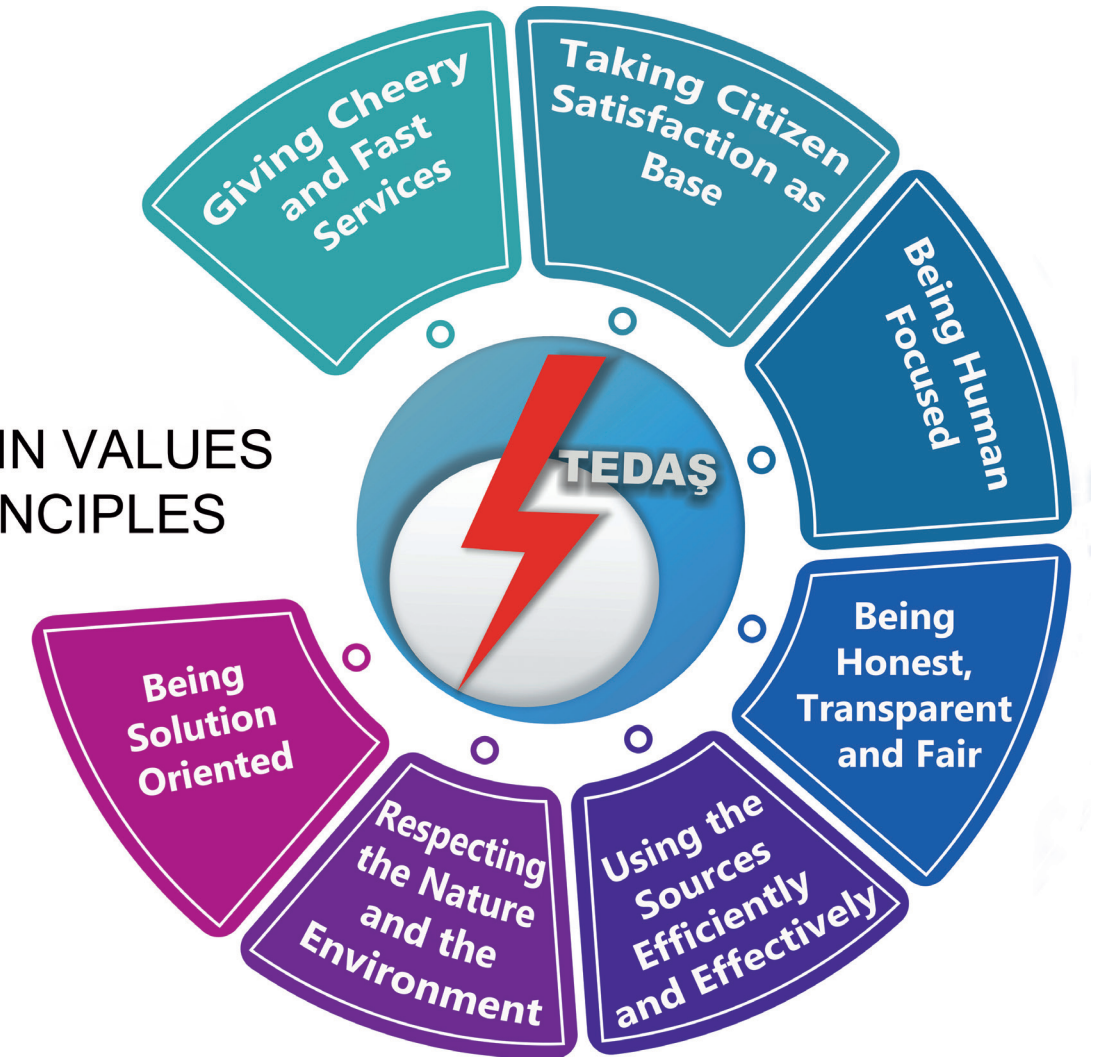 Giving Cheery
and Fast
Services
Taking Citizen
Satisfaction as
Base
Being Human
Focused
Being
Honest,
Transparent
and Fair
Using the
Sources
Efficiently
and Effectively
Respecting
the Nature
and the
Environment
Being
Solution
Oriented
IN VALUES
NCIPLES
TEDAŞ